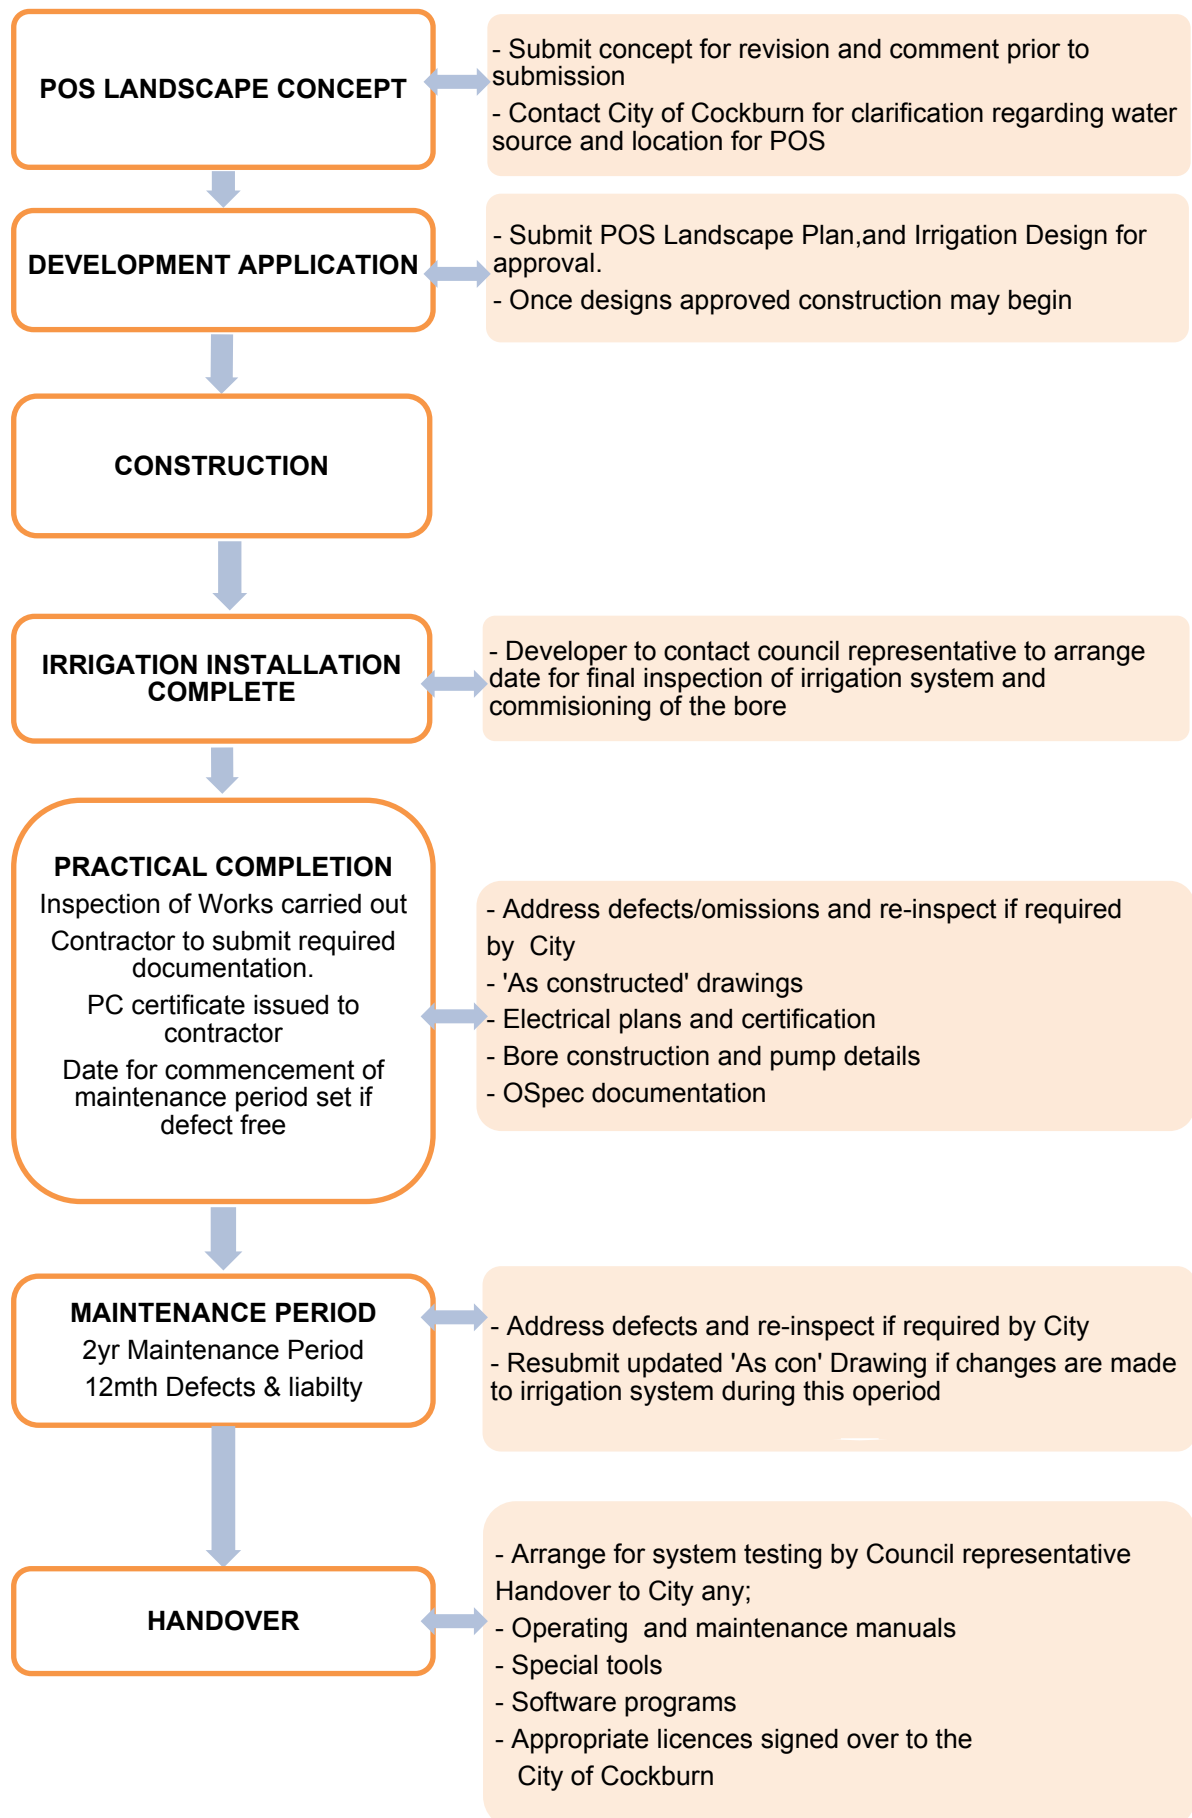 POS LANDSCAPE CONCEPT
- Submit concept for revision and comment prior to
submission
- Contact City of Cockburn for clarification regarding water
source and location for POS
DEVELOPMENT APPLICATION
- Submit POS Landscape Plan,and Irrigation Design for
approval.
- Once designs approved construction may begin
CONSTRUCTION
IRRIGATION INSTALLATION
COMPLETE
- Developer to contact council representative to arrange
date for final inspection of irrigation system and
commisioning of the bore
PRACTICAL COMPLETION
Inspection of Works carried out
Contractor to submit required
documentation.
PC certificate issued to
contractor
Date for commencement of
maintenance period set if
defect free
- Address defects/omissions and re-inspect if required
by  City
- 'As constructed' drawings
- Electrical plans and certification
- Bore construction and pump details
- OSpec documentation
MAINTENANCE PERIOD
2yr Maintenance Period
12mth Defects & liabilty
- Address defects and re-inspect if required by City
- Resubmit updated 'As con' Drawing if changes are made
to irrigation system during this operiod
HANDOVER
- Arrange for system testing by Council representative
Handover to City any;
- Operating  and maintenance manuals
- Special tools
- Software programs
- Appropriate licences signed over to the
City of Cockburn